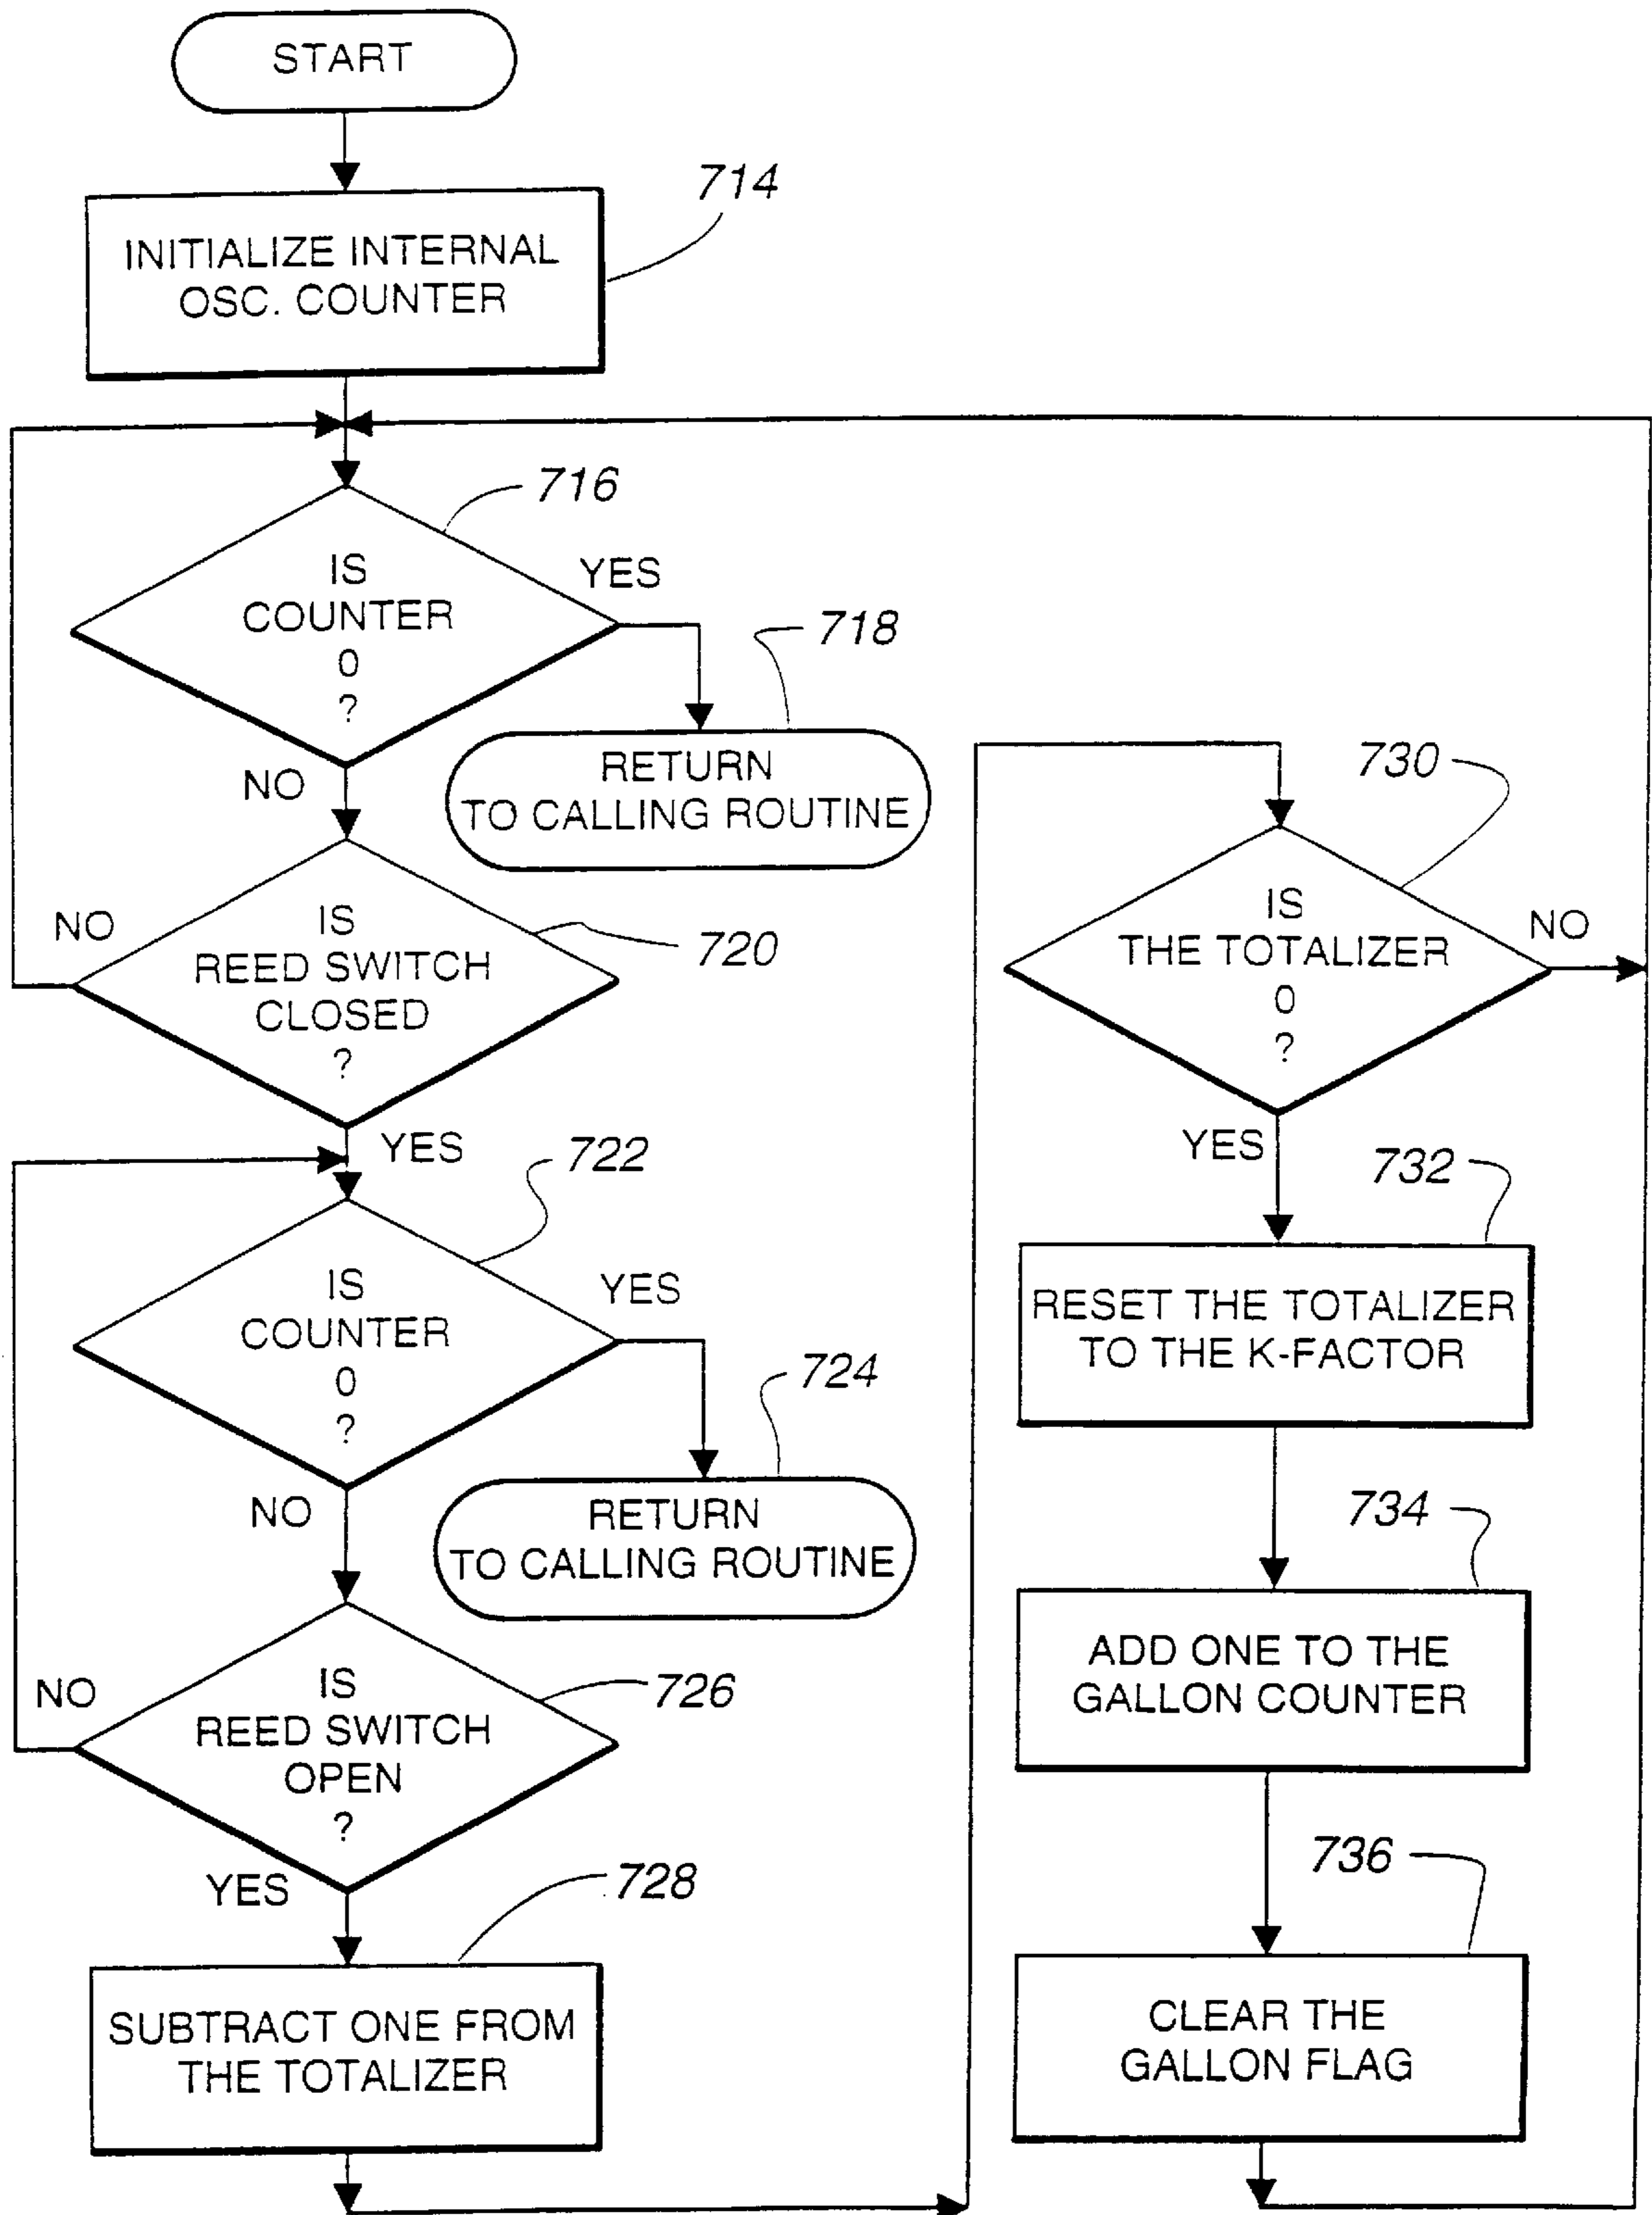 START
714
INITIALIZE INTERNAL
OSC. COUNTER
716
IS
COUNTER
0
?
YES
NO
718
RETURN
TO CALLING ROUTINE
720
IS
REED SWITCH
CLOSED
?
NO
YES
722
IS
COUNTER
0
?
YES
NO
724
RETURN
TO CALLING ROUTINE
726
IS
REED SWITCH
OPEN
?
NO
YES
728
SUBTRACT ONE FROM
THE TOTALIZER
730
IS
THE TOTALIZER
0
?
NO
YES
732
RESET THE TOTALIZER
TO THE K-FACTOR
734
ADD ONE TO THE
GALLON COUNTER
736
CLEAR THE
GALLON FLAG